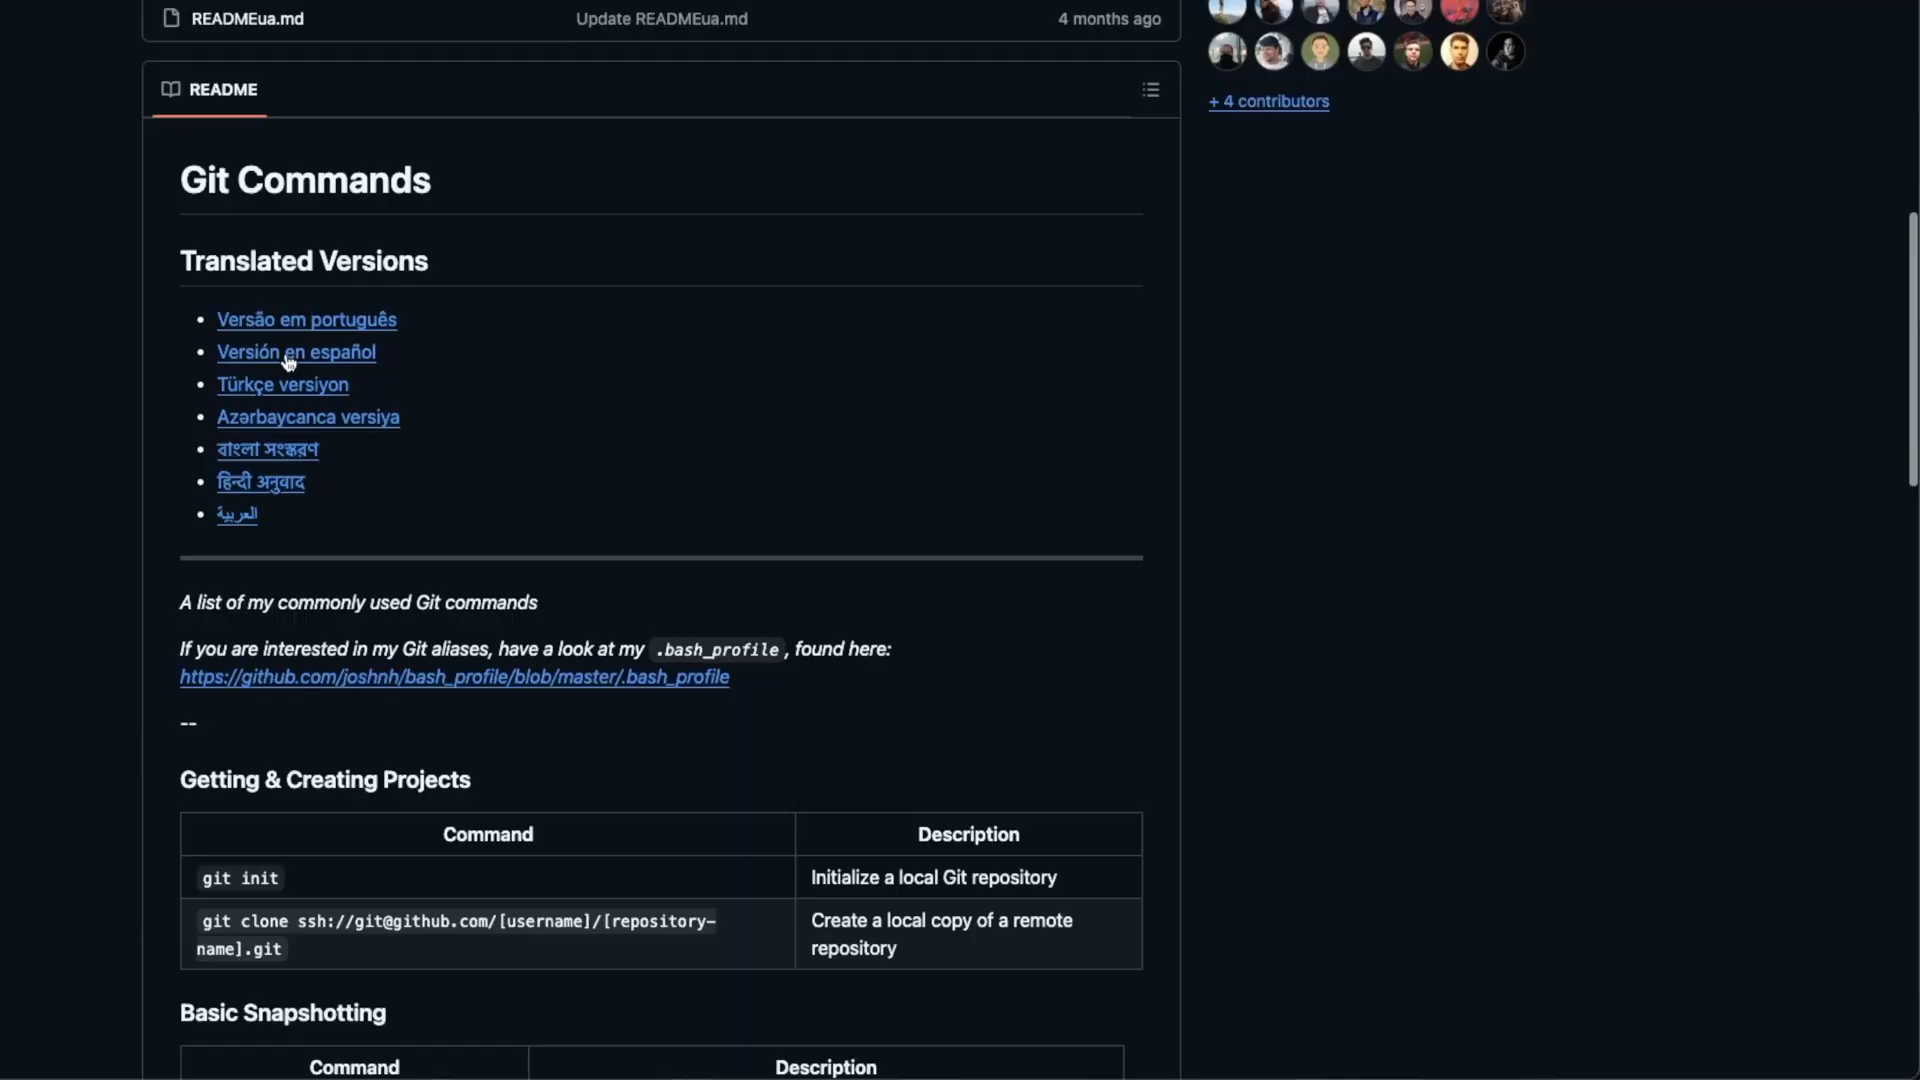 READMEua.md Update READMEua.md 4 months ago
README
+ 4 contributors
Git Commands
Translated Versions
Versão em português
Versión en español
Türkçe versiyon
Azərbaycanca versiya
বাংলা সংস্করণ
हिन्दी अनुवाद
العربية
A list of my commonly used Git commands
If you are interested in my Git aliases, have a look at my .bash_profile, found here:
https://github.com/joshnh/bash_profile/blob/master/.bash_profile
--
Getting & Creating Projects
Command Description
git init Initialize a local Git repository
git clone ssh://git@github.com/[username]/[repository- Create a local copy of a remote
name].git repository
Basic Snapshotting
Command Description